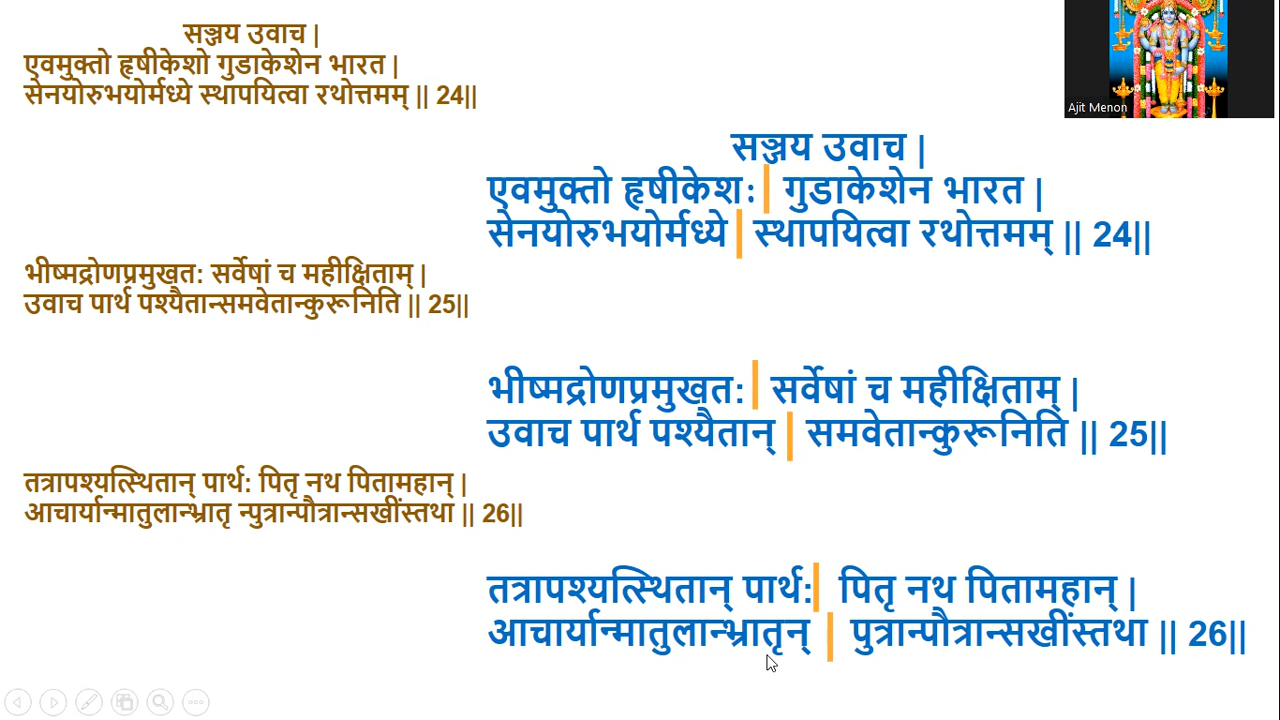 सञ्जय उवाच |
एवमुक्तो हृषीकेशो गुडाकेशेन भारत |
सेनयोरुभयोर्मध्ये स्थापयित्वा रथोत्तमम् || 24||
Ajit Menon
सञ्जय उवाच |
एवमुक्तो हृषीकेशः| गुडाकेशेन भारत |
सेनयोरुभयोर्मध्ये | स्थापयित्वा रथोत्तमम् || 24||
भीष्मद्रोणप्रमुखत: सर्वेषां च महीक्षिताम् |
उवाच पार्थ पश्यैतान्समवेतान्कुरूनिति || 25||
भीष्मद्रोणप्रमुखत: | सर्वेषां च महीक्षिताम् |
उवाच पार्थ पश्यैतान् | समवेतान्कुरूनिति || 25||
तत्रापश्यत्स्थितान् पार्थ: पितृ नथ पितामहान् |
आचार्यान्मातुलान्भ्रातृ न्पुत्रान्पौत्रान्सखींस्तथा || 26||
तत्रापश्यत्स्थितान् पार्थ:| पितृ नथ पितामहान् |
आचार्यान्मातुलान्भ्रातृन् | पुत्रान्पौत्रान्सखींस्तथा || 26||